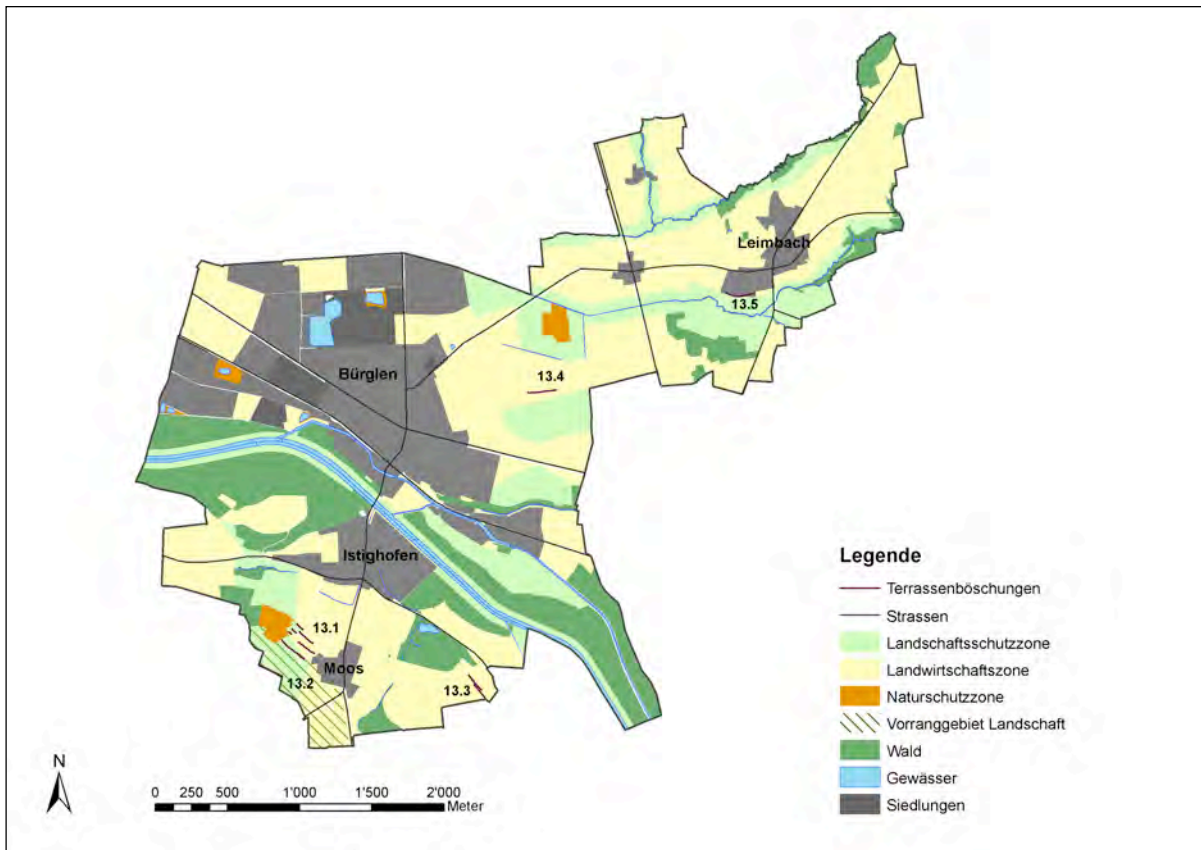 Leimbach
13.5
Bürglen
13.4
Istighofen
13.1
Moos
13.2
13.3
Legende
Terrassenböschungen
Strassen
Landschaftsschutzzone
Landwirtschaftszone
Naturschutzzone
Vorranggebiet Landschaft
Wald
Gewässer
Siedlungen
N
0 250 500 1'000 1'500 2'000
Meter